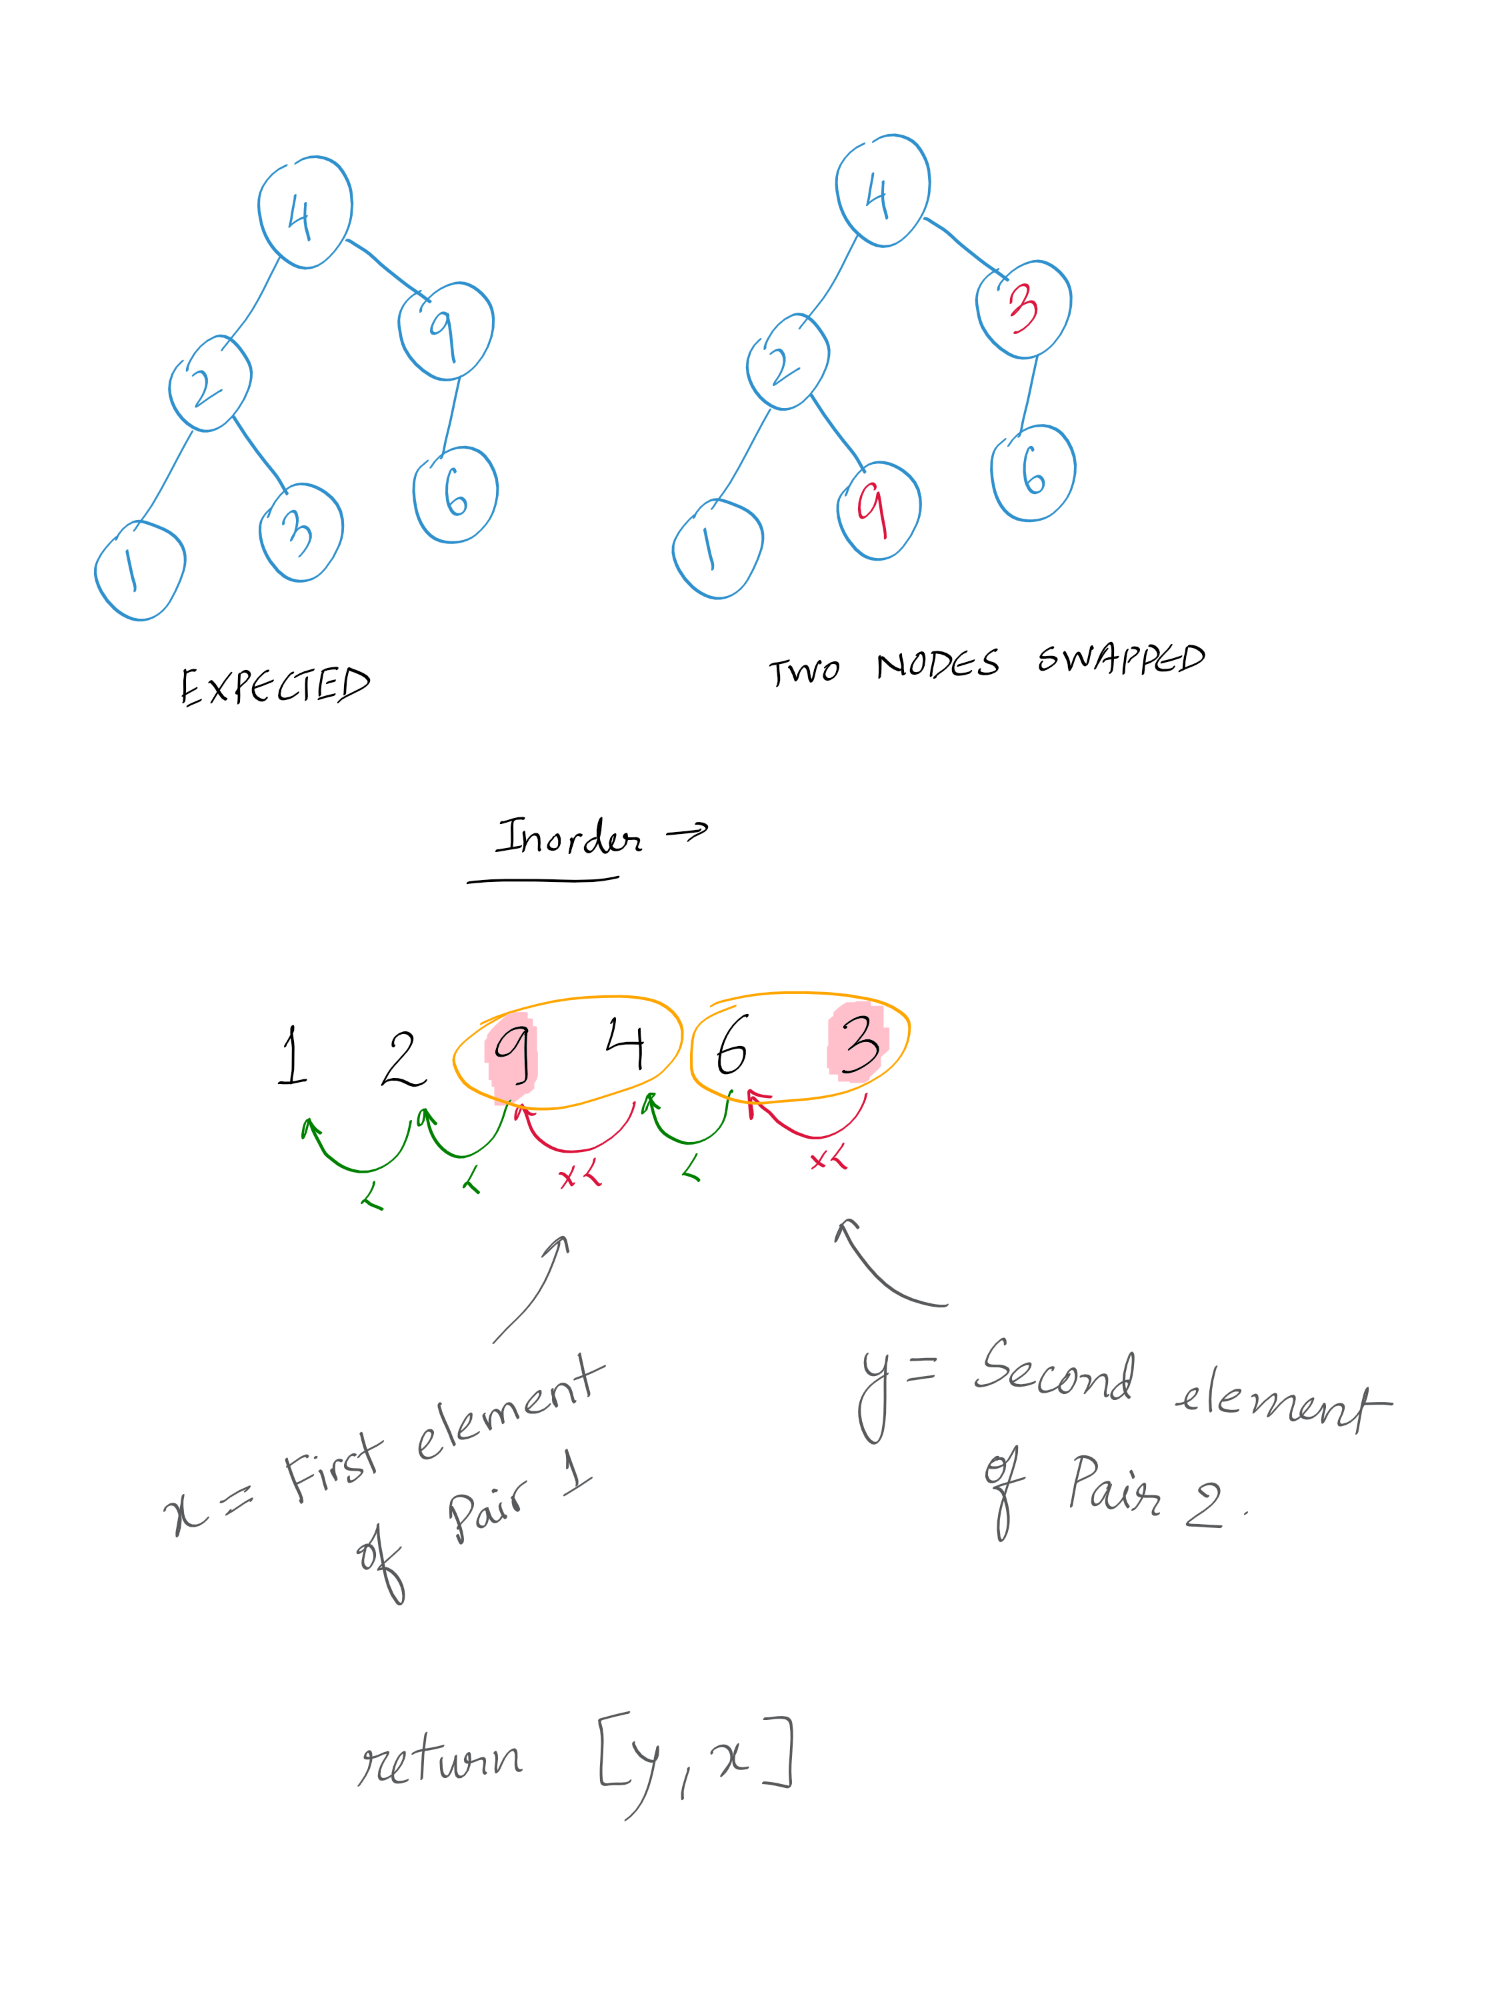 4
9
2
6
1
3
4
3
2
6
1
9
EXPECTED
TWO NODES SWAPPED
Inorder →
1 2 9 4 6 3
< < x< < x<
x = First element
of Pair 1
y = Second element
of Pair 2.
return [y, x]